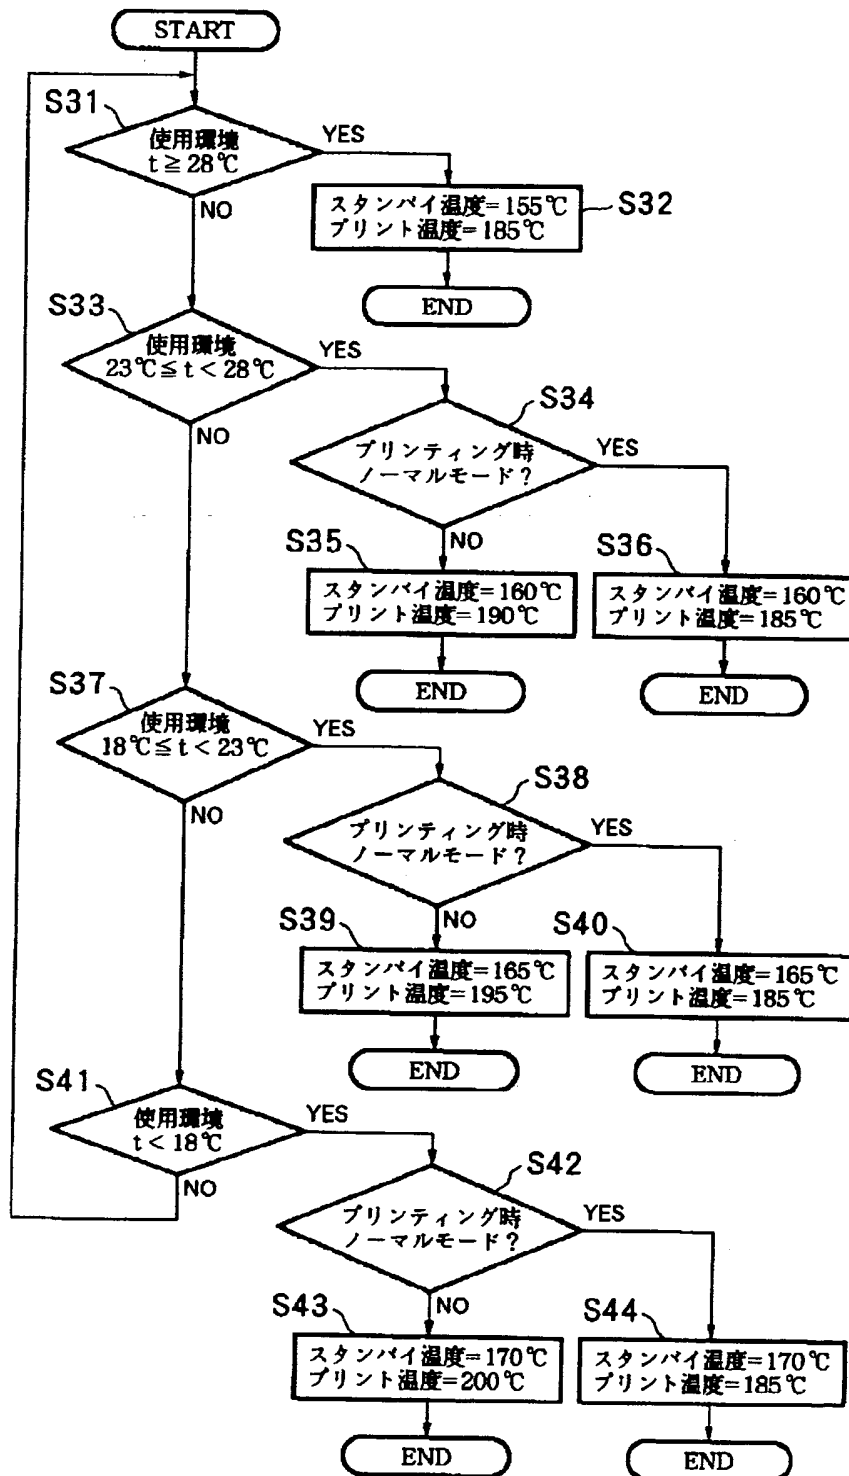 START
S31
使用環境
t≧28℃
YES
NO
スタンバイ温度=155℃
プリント温度=185℃
S32
END
S33
使用環境
23℃≦t<28℃
YES
NO
S34
プリンティング時
ノーマルモード?
YES
NO
S35
スタンバイ温度=160℃
プリント温度=190℃
END
S36
スタンバイ温度=160℃
プリント温度=185℃
END
S37
使用環境
18℃≦t<23℃
YES
NO
S38
プリンティング時
ノーマルモード?
YES
NO
S39
スタンバイ温度=165℃
プリント温度=195℃
END
S40
スタンバイ温度=165℃
プリント温度=185℃
END
S41
使用環境
t<18℃
YES
NO
S42
プリンティング時
ノーマルモード?
YES
NO
S43
スタンバイ温度=170℃
プリント温度=200℃
END
S44
スタンバイ温度=170℃
プリント温度=185℃
END